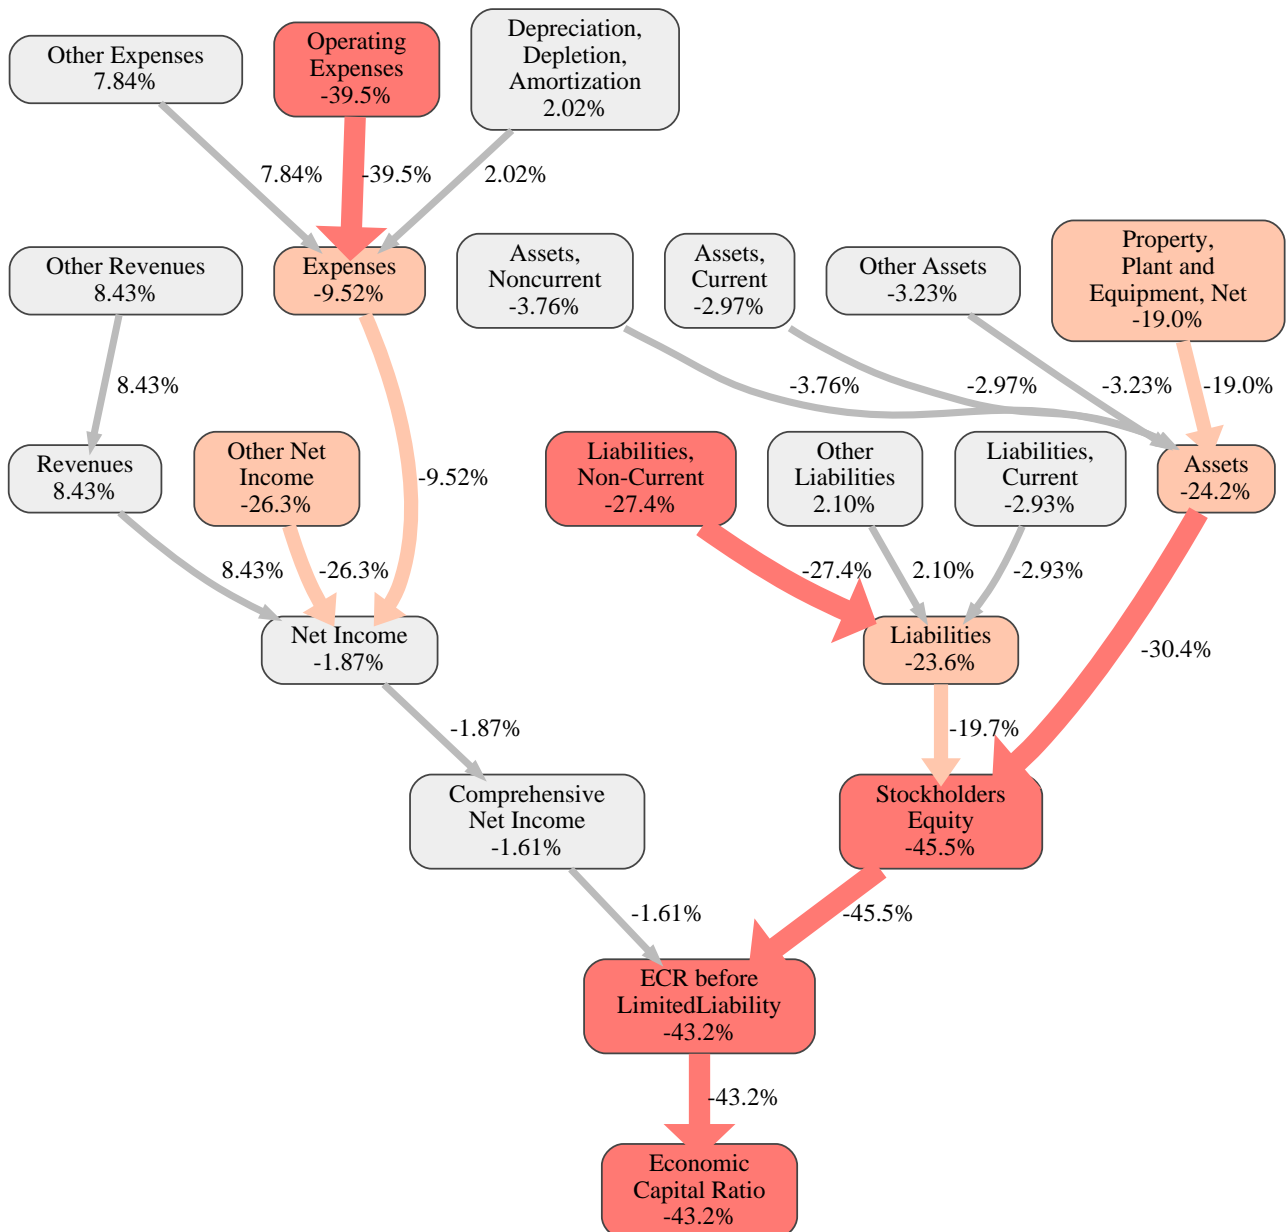 Other Expenses
7.84%
Operating
Expenses
-39.5%
Depreciation,
Depletion,
Amortization
2.02%
7.84%
-39.5%
2.02%
Other Revenues
8.43%
Expenses
-9.52%
Assets,
Noncurrent
-3.76%
Assets,
Current
-2.97%
Other Assets
-3.23%
Property,
Plant and
Equipment, Net
-19.0%
8.43%
-3.76%
-2.97%
-3.23%
-19.0%
Revenues
8.43%
Other Net
Income
-26.3%
-9.52%
Liabilities,
Non-Current
-27.4%
Other
Liabilities
2.10%
Liabilities,
Current
-2.93%
Assets
-24.2%
8.43%
-26.3%
-27.4%
2.10%
-2.93%
Net Income
-1.87%
Liabilities
-23.6%
-30.4%
-1.87%
-19.7%
Comprehensive
Net Income
-1.61%
Stockholders
Equity
-45.5%
-1.61%
-45.5%
ECR before
LimitedLiability
-43.2%
-43.2%
Economic
Capital Ratio
-43.2%